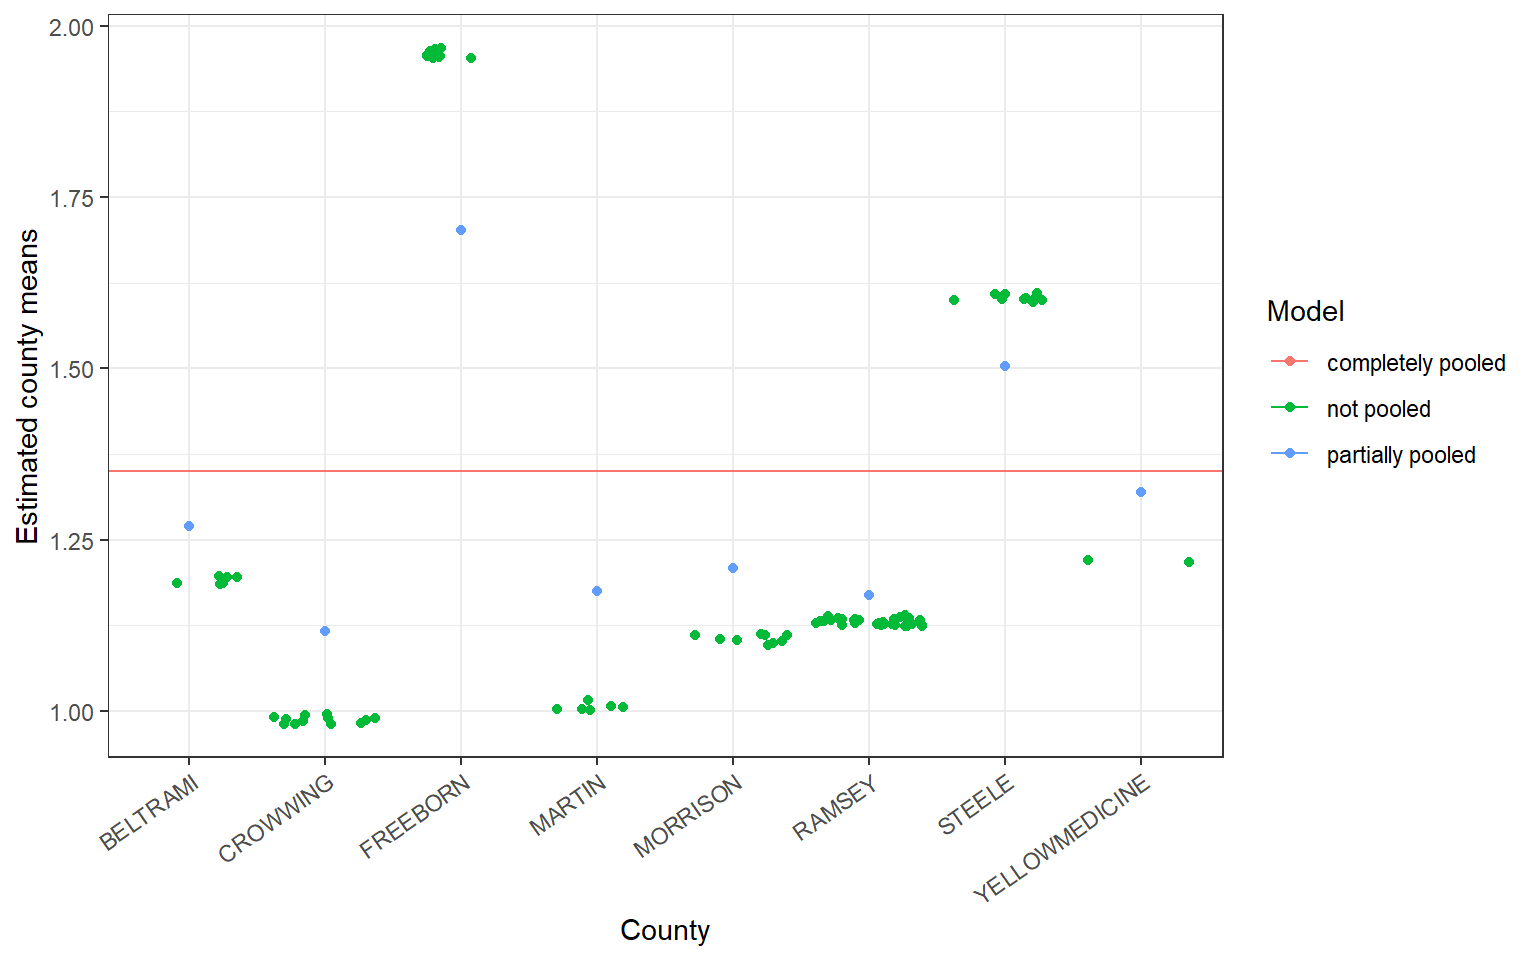 2.00
1.75
1.50
1.25
1.00
Estimated county means
BELTRAMI
CROWWING
FREEBORN
MARTIN
MORRISON
RAMSEY
STEELE
YELLOWMEDICINE
County
Model
completely pooled
not pooled
partially pooled